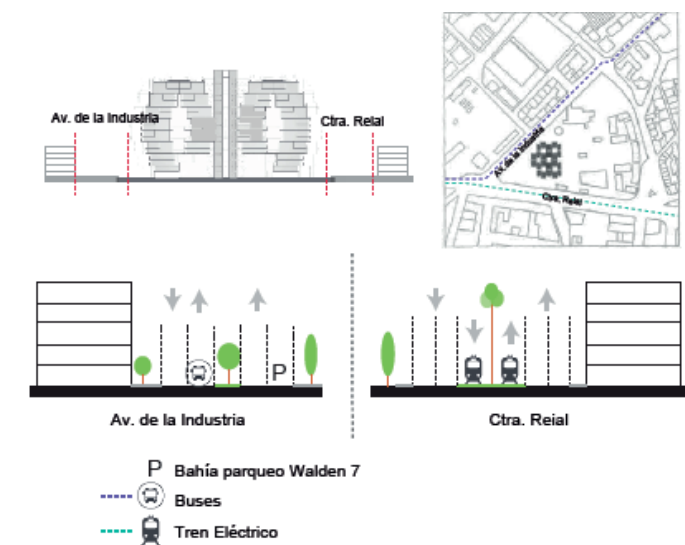 Av. de la Industria
Ctra. Reial
Av. de la Industria
Ctra. Reial
P
Av. de la Industria
Ctra. Reial
P Bahía parqueo Walden 7
Buses
Tren Eléctrico